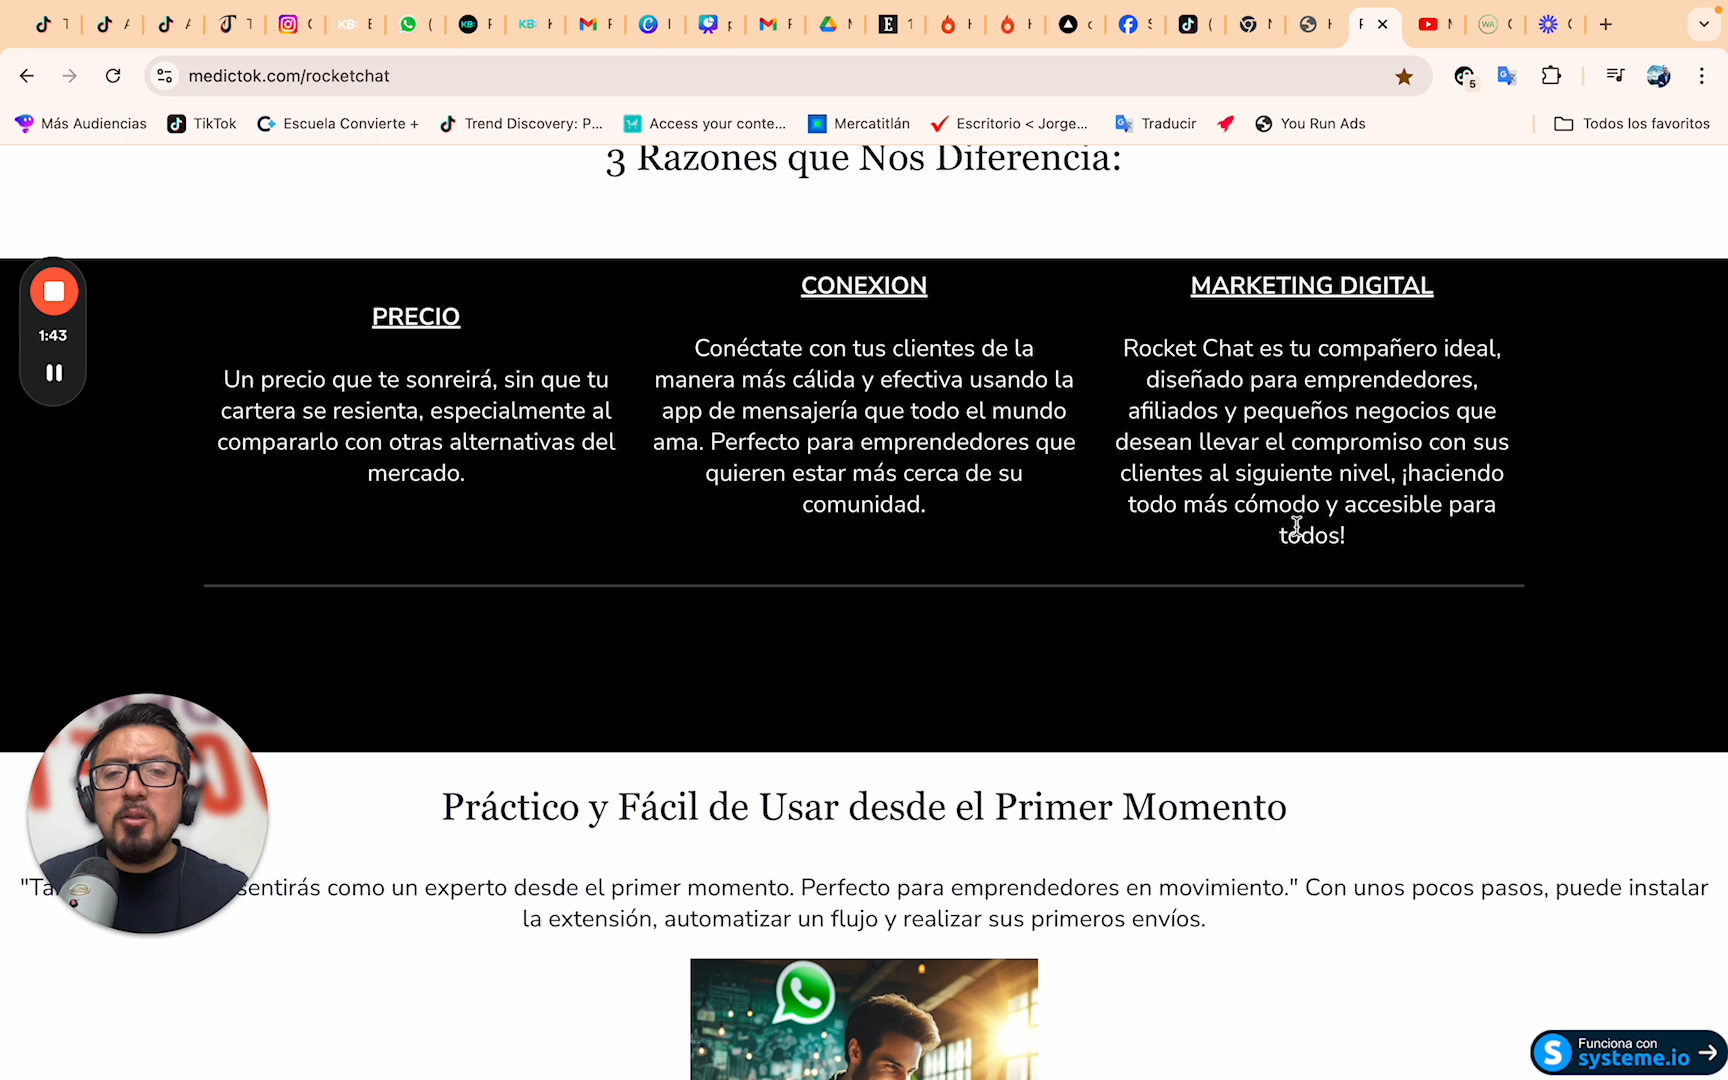 medictok.com/rocketchat
5
Más Audiencias
TikTok
Escuela Convierte +
Trend Discovery: P...
Access your conte...
Mercatitlán
Escritorio < Jorge...
Traducir
You Run Ads
Todos los favoritos
3 Razones que Nos Diferencia:
1:43
PRECIO
Un precio que te sonreirá, sin que tu
cartera se resienta, especialmente al
compararlo con otras alternativas del
mercado.
CONEXION
Conéctate con tus clientes de la
manera más cálida y efectiva usando la
app de mensajería que todo el mundo
ama. Perfecto para emprendedores que
quieren estar más cerca de su
comunidad.
MARKETING DIGITAL
Rocket Chat es tu compañero ideal,
diseñado para emprendedores,
afiliados y pequeños negocios que
desean llevar el compromiso con sus
clientes al siguiente nivel, ¡haciendo
todo más cómodo y accesible para
todos!
Práctico y Fácil de Usar desde el Primer Momento
sentirás como un experto desde el primer momento. Perfecto para emprendedores en movimiento." Con unos pocos pasos, puede instalar
la extensión, automatizar un flujo y realizar sus primeros envíos.
Funciona con
systeme.io